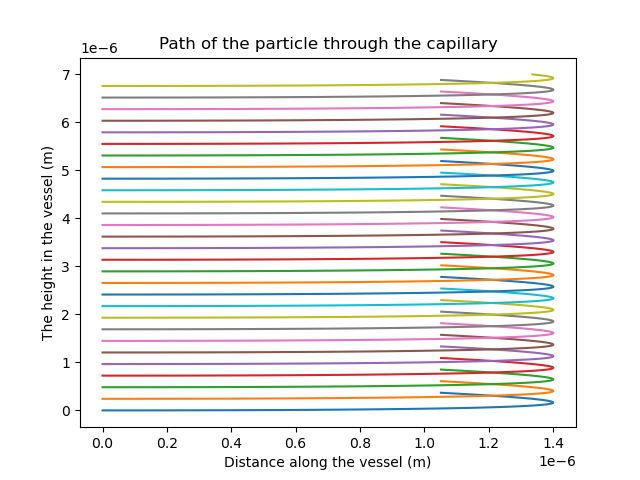 Path of the particle through the capillary
1e−6
7
6
5
4
3
2
1
0
The height in the vessel (m)
0.0 0.2 0.4 0.6 0.8 1.0 1.2 1.4
Distance along the vessel (m)
1e−6